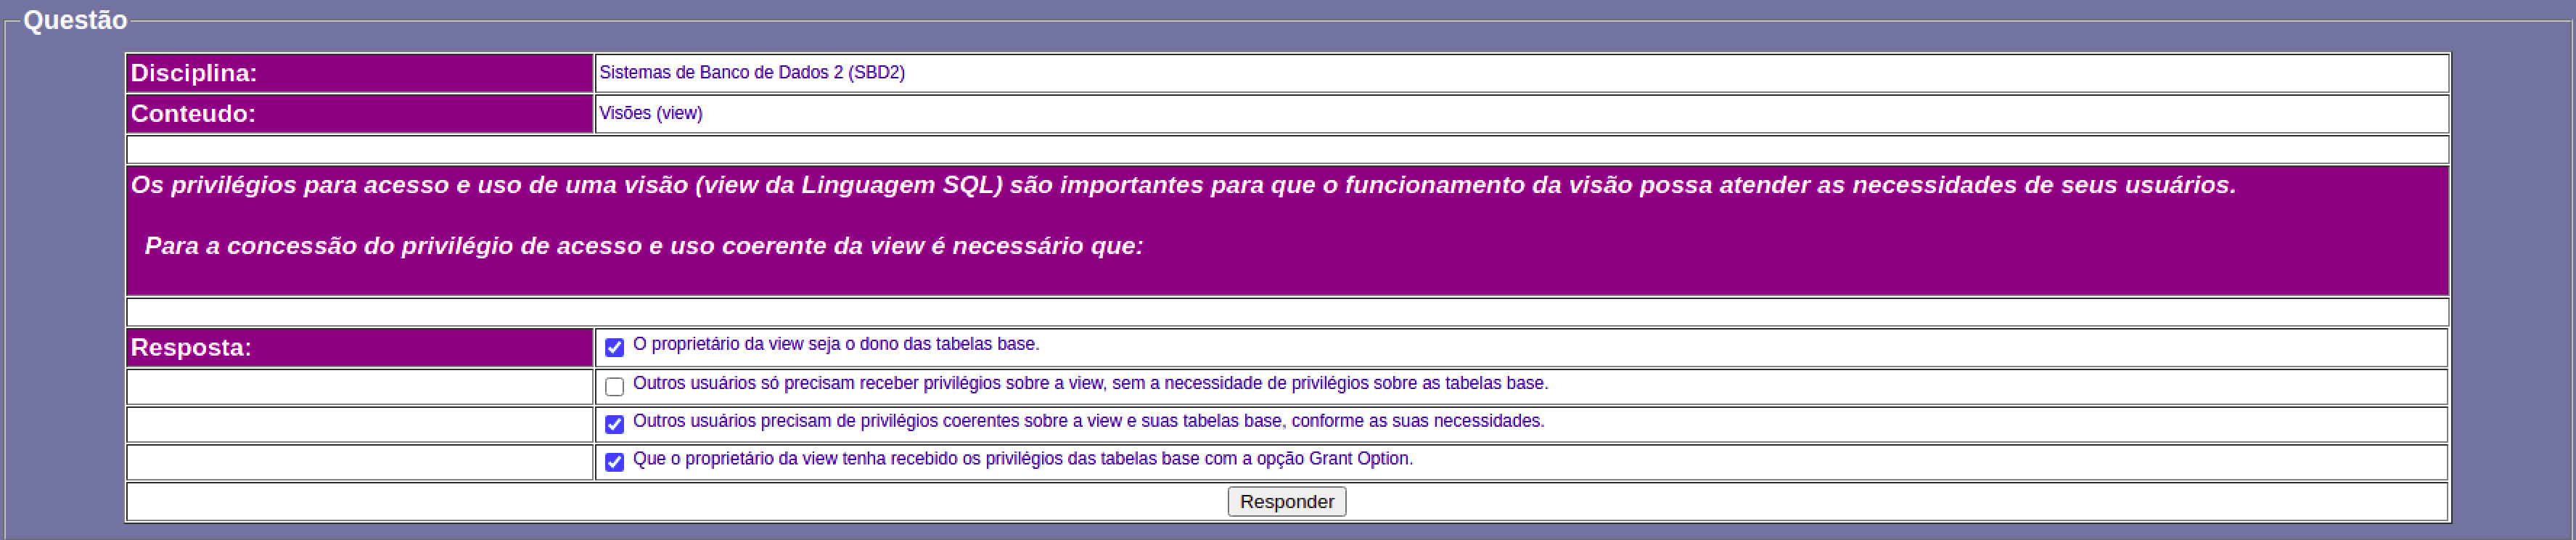 Questão
Disciplina: Sistemas de Banco de Dados 2 (SBD2)
Conteudo: Visões (view)
Os privilégios para acesso e uso de uma visão (view da Linguagem SQL) são importantes para que o funcionamento da visão possa atender as necessidades de seus usuários.
Para a concessão do privilégio de acesso e uso coerente da view é necessário que:
Resposta: O proprietário da view seja o dono das tabelas base.
Outros usuários só precisam receber privilégios sobre a view, sem a necessidade de privilégios sobre as tabelas base.
Outros usuários precisam de privilégios coerentes sobre a view e suas tabelas base, conforme as suas necessidades.
Que o proprietário da view tenha recebido os privilégios das tabelas base com a opção Grant Option.
Responder